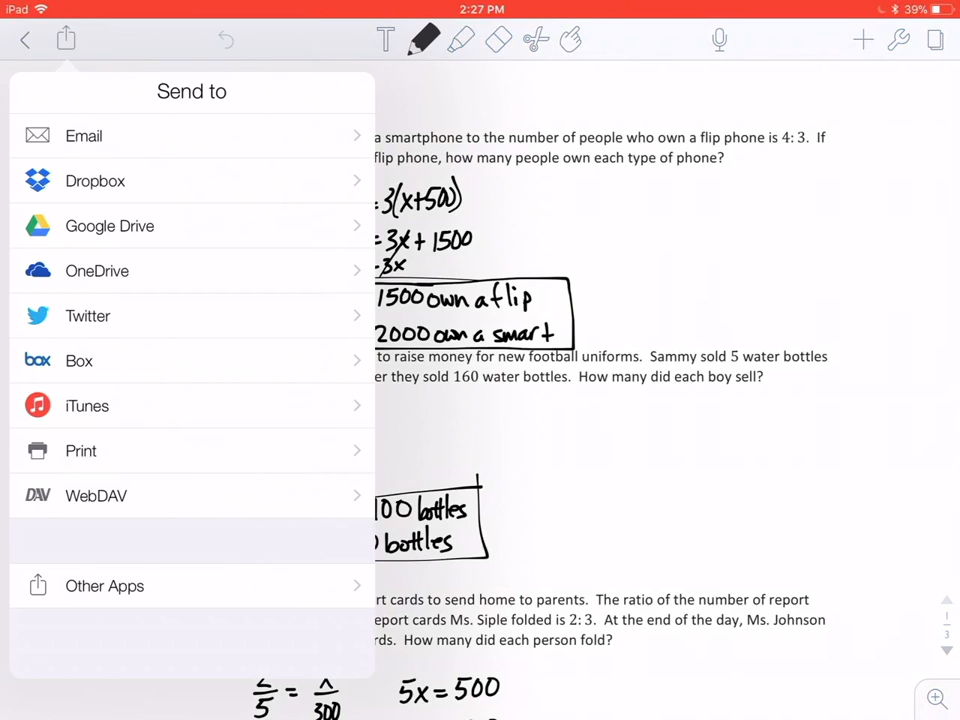 iPad 2:27 PM 39%
T
Send to
Email
Dropbox
Google Drive
OneDrive
Twitter
box Box
iTunes
Print
DAV WebDAV
Other Apps
a smartphone to the number of people who own a flip phone is 4: 3. If
flip phone, how many people own each type of phone?
= 3(x+500)
= 3x + 1500
-3x
1500 own a flip
2000 own a smart
to raise money for new football uniforms. Sammy sold 5 water bottles
er they sold 160 water bottles. How many did each boy sell?
100 bottles
bottles
rt cards to send home to parents. The ratio of the number of report
eport cards Ms. Siple folded is 2: 3. At the end of the day, Ms. Johnson
rds. How many did each person fold?
5x = 500
5 = 300
1
3